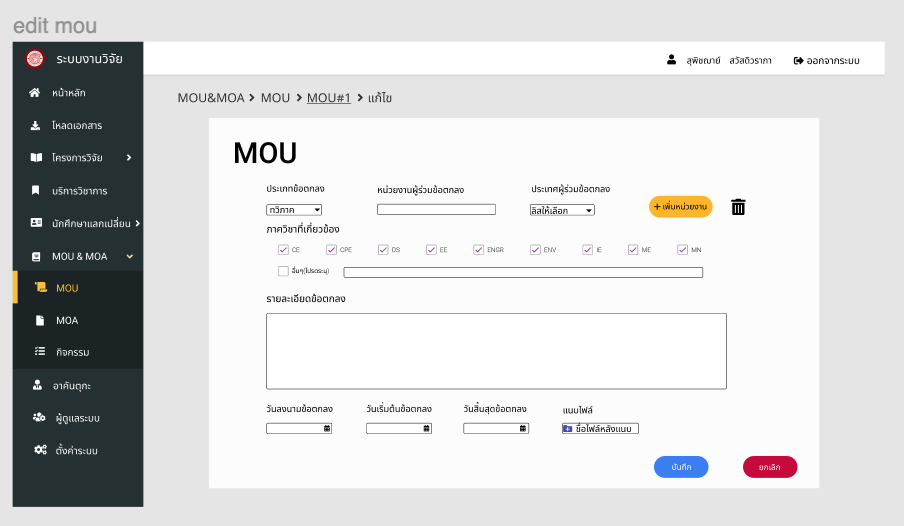 edit mou
ระบบงานวิจัย
สุพิชฌาย์ สวัสดิวราภา ออกจากระบบ
หน้าหลัก
โหลดเอกสาร
โครงการวิจัย
บริการวิชาการ
นักศึกษาแลกเปลี่ยน
MOU & MOA
MOU
MOA
กิจกรรม
อาคันตุกะ
ผู้ดูแลระบบ
ตั้งค่าระบบ
MOU&MOA > MOU > MOU#1 > แก้ไข
MOU
ประเภทข้อตกลง หน่วยงานผู้ร่วมข้อตกลง ประเทศผู้ร่วมข้อตกลง
ทวิภาค ลิสให้เลือก + เพิ่มหน่วยงาน
ภาควิชาที่เกี่ยวข้อง
CE CPE DS EE ENGR ENV IE ME MN
อื่นๆ(โปรดระบุ)
รายละเอียดข้อตกลง
วันลงนามข้อตกลง วันเริ่มต้นข้อตกลง วันสิ้นสุดข้อตกลง แนบไฟล์
ชื่อไฟล์หลังแนบ
บันทึก ยกเลิก